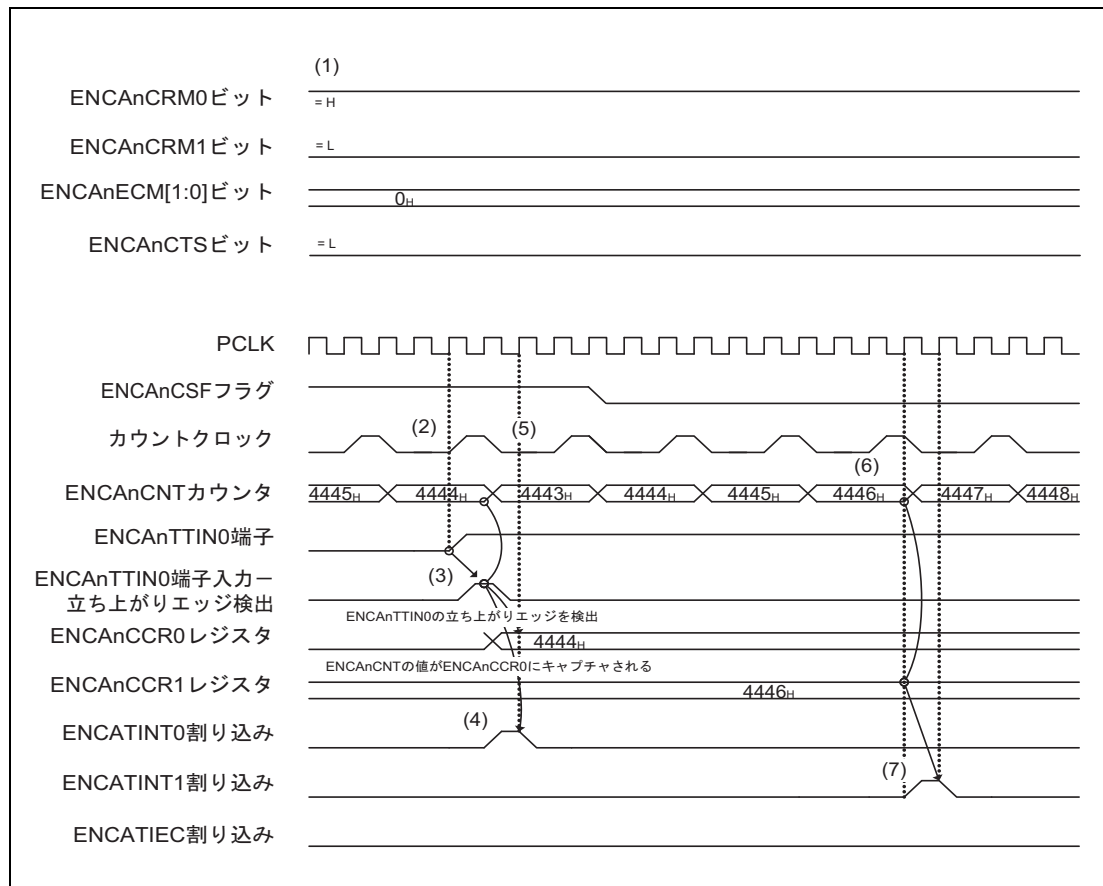 (1)
ENCAnCRM0ビット
= H
ENCAnCRM1ビット
= L
ENCAnECM[1:0]ビット
0H
ENCAnCTSビット
= L
PCLK
ENCAnCSFフラグ
カウントクロック
(2)
(5)
(6)
ENCAnCNTカウンタ
4445H 4444H 4443H 4444H 4445H 4446H 4447H 4448H
ENCAnTTIN0端子
(3)
ENCAnTTIN0端子入力ー
立ち上がりエッジ検出
ENCAnTTIN0の立ち上がりエッジを検出
ENCAnCCR0レジスタ
4444H
ENCAnCNTの値がENCAnCCR0にキャプチャされる
ENCAnCCR1レジスタ
4446H
(4)
ENCATINT0割り込み
(7)
ENCATINT1割り込み
ENCATIEC割り込み